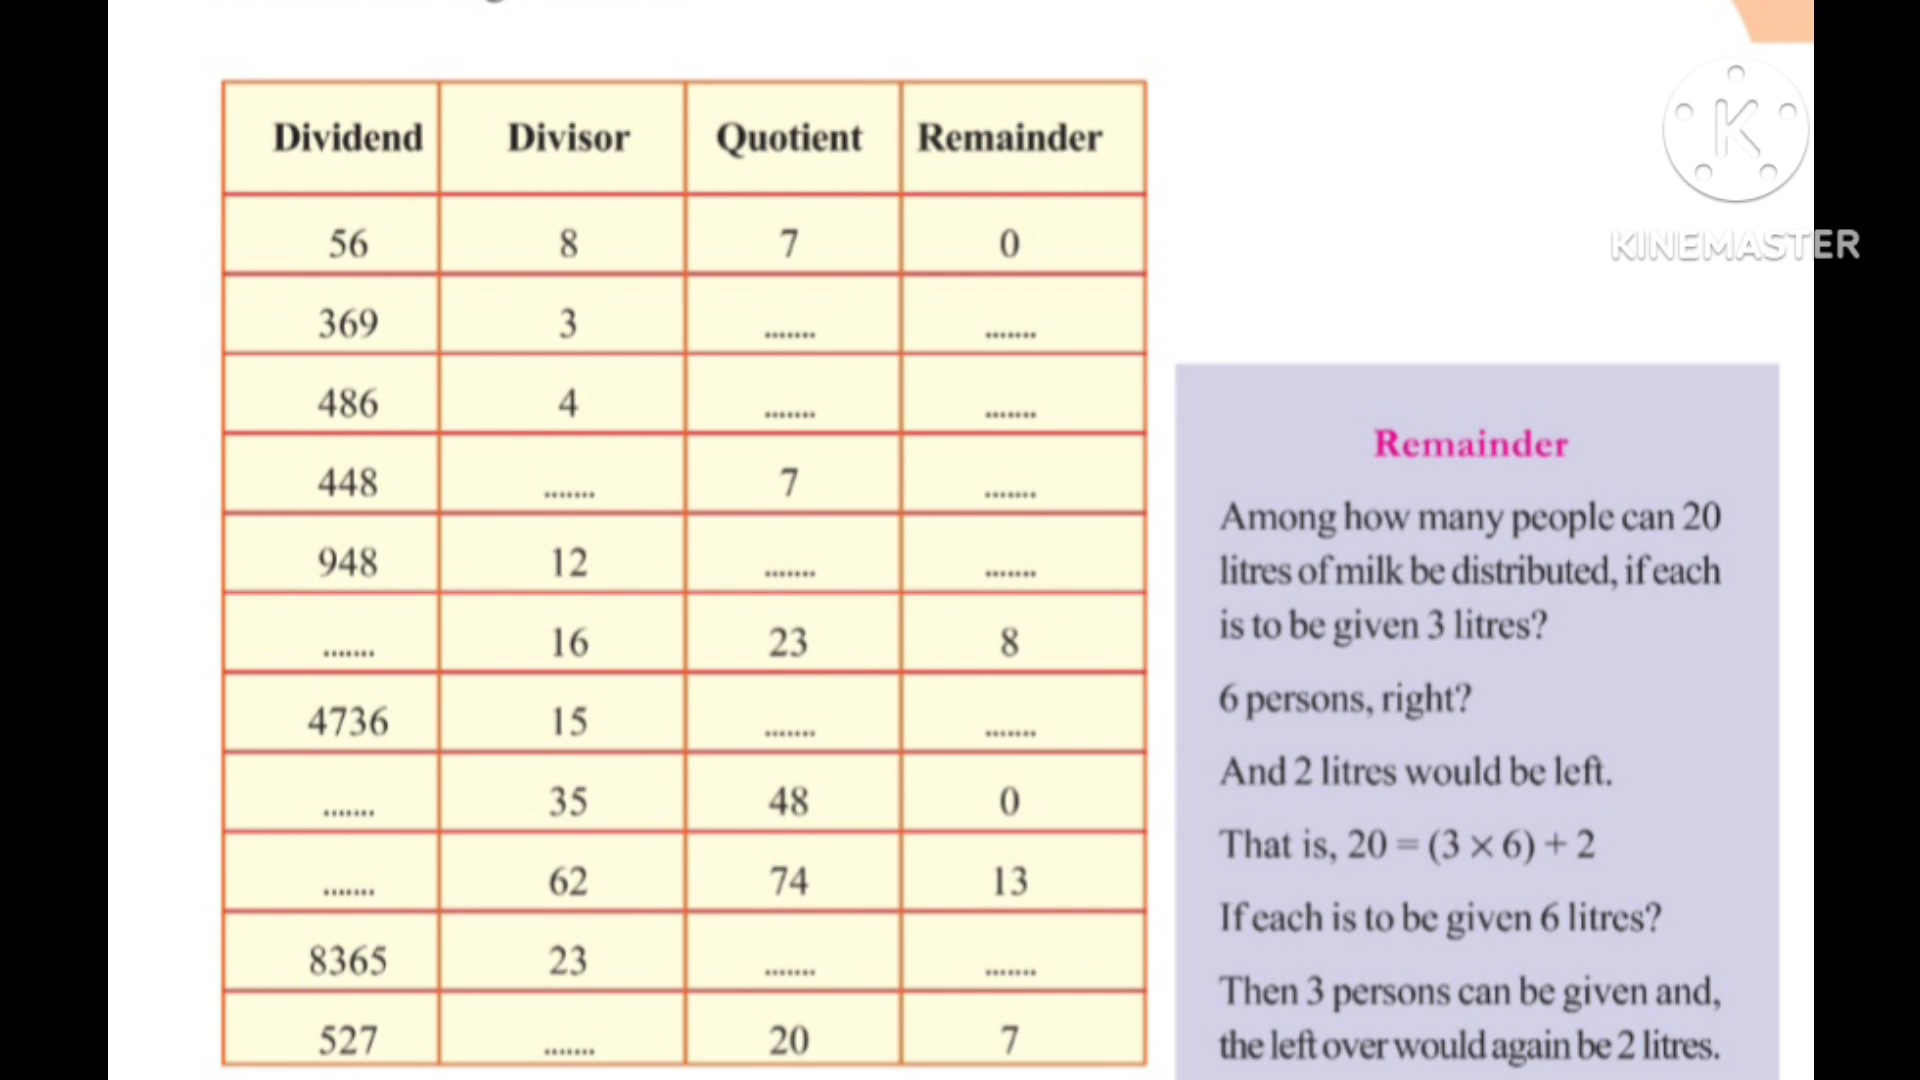 Dividend Divisor Quotient Remainder
56 8 7 0
369 3 ....... .......
486 4 ....... .......
448 ....... 7 .......
948 12 ....... .......
....... 16 23 8
4736 15 ....... .......
....... 35 48 0
....... 62 74 13
8365 23 ....... .......
527 ....... 20 7
Remainder
Among how many people can 20
litres of milk be distributed, if each
is to be given 3 litres?
6 persons, right?
And 2 litres would be left.
That is, 20 = (3 × 6) + 2
If each is to be given 6 litres?
Then 3 persons can be given and,
the left over would again be 2 litres.
K
KINEMASTER